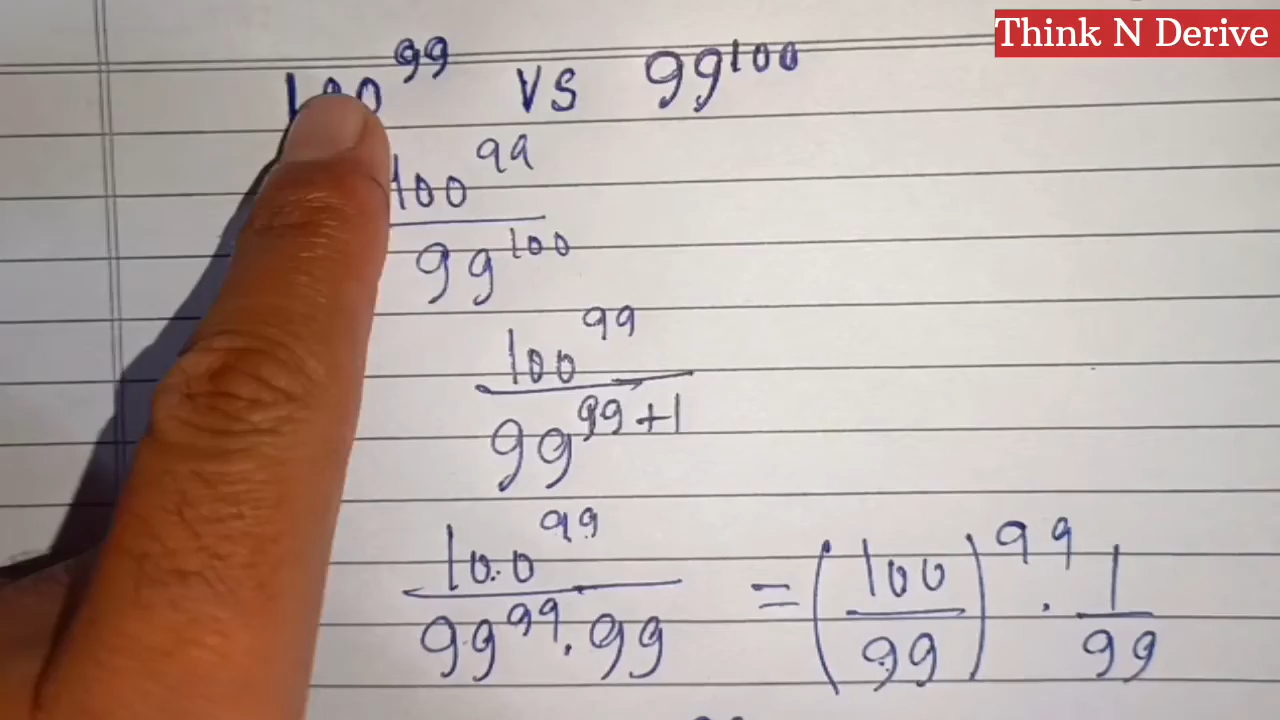 Think N Derive
100^99 VS 99^100
100^99
99^100
100^99
99^99+1
100^99
99^99 . 99
= (100/99)^99 . 1/99